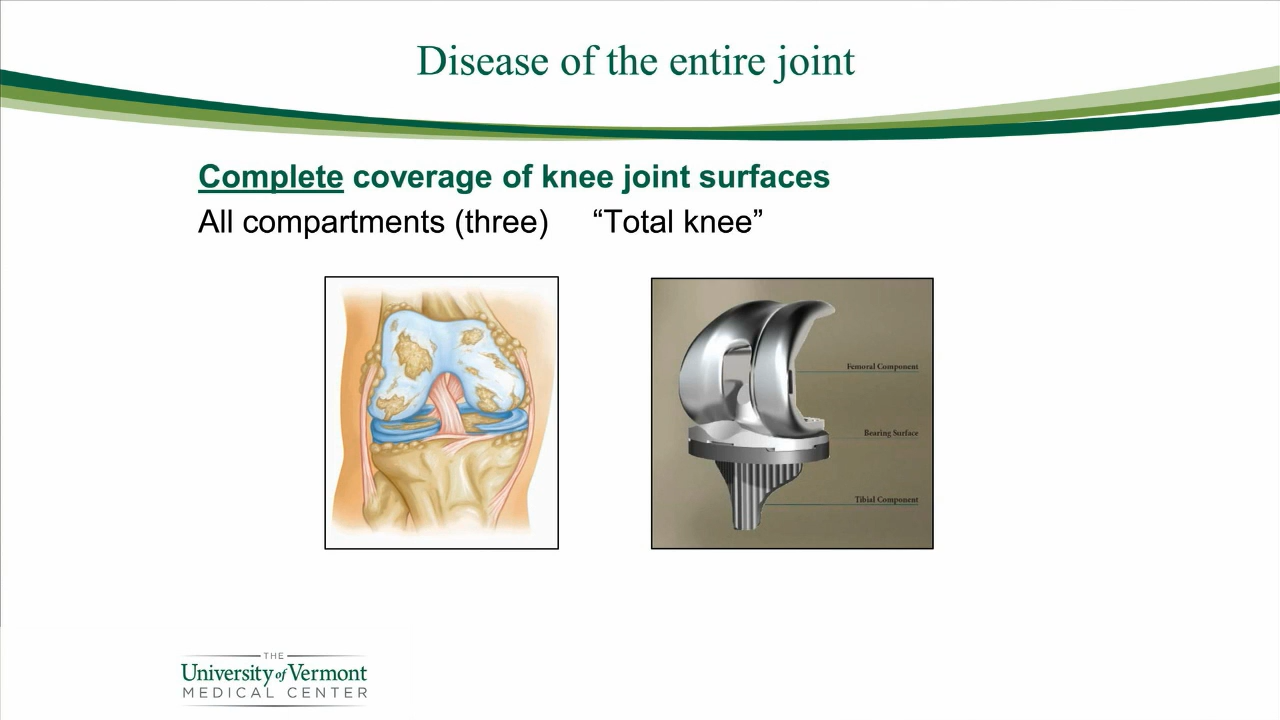 Disease of the entire joint
Complete coverage of knee joint surfaces
All compartments (three) “Total knee”
Femoral Component
Bearing Surface
Tibial Component
THE
University of Vermont
MEDICAL CENTER